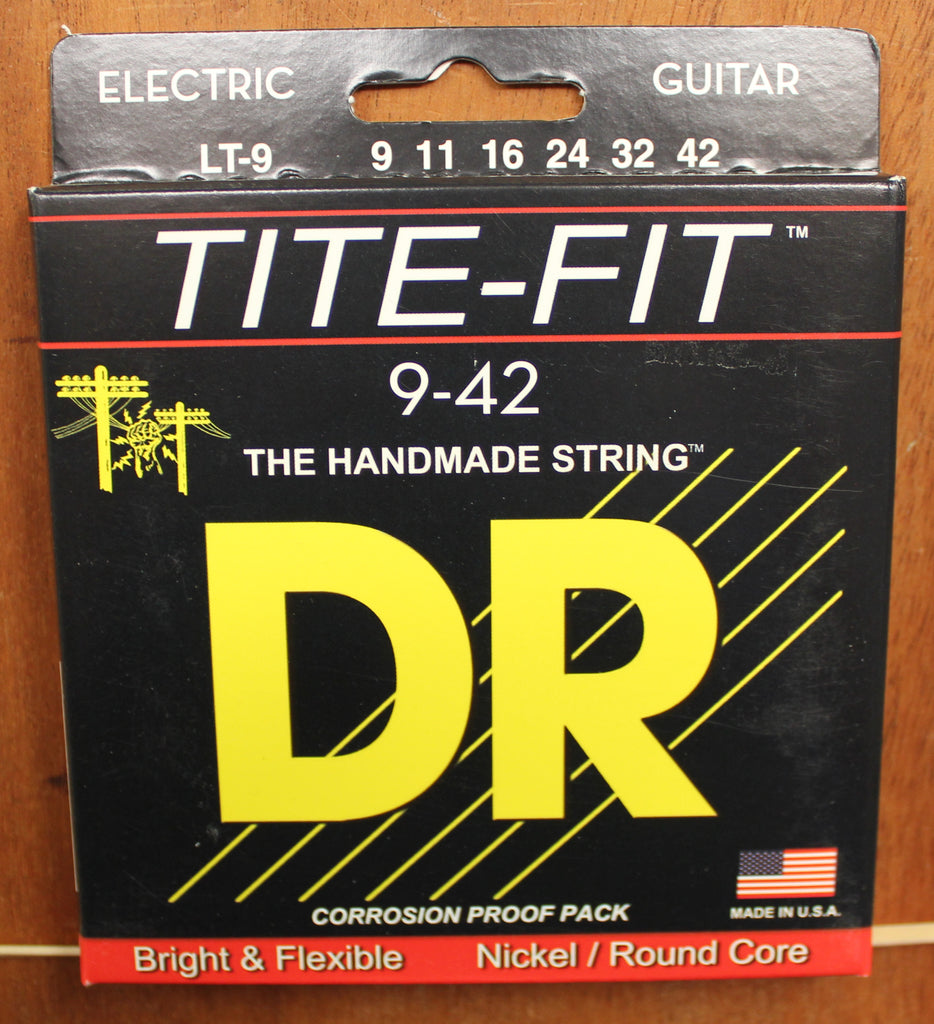 ELECTRIC GUITAR
LT-9 9 11 16 24 32 42
TITE-FIT™
9-42
THE HANDMADE STRING™
DR
CORROSION PROOF PACK
MADE IN U.S.A.
Bright & Flexible Nickel / Round Core